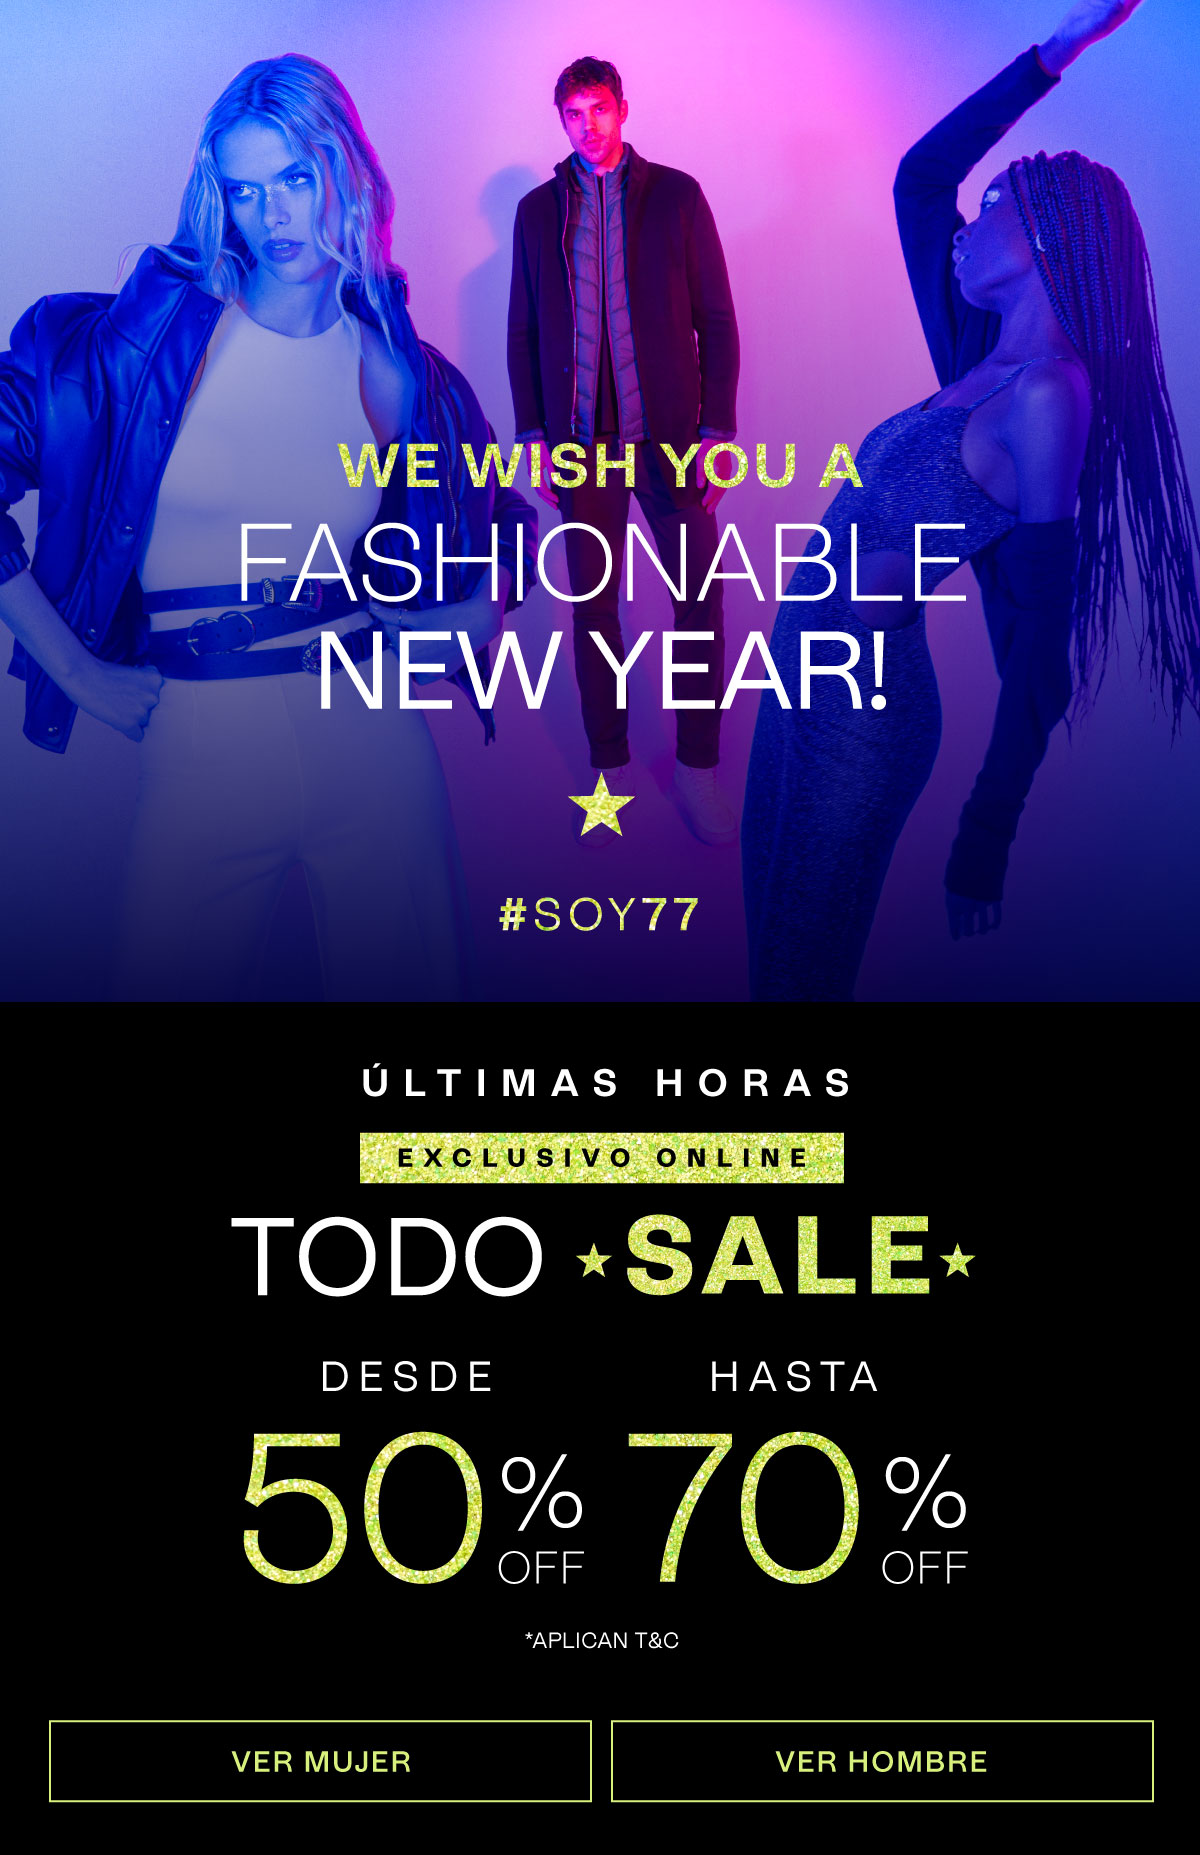 WE WISH YOU A
FASHIONABLE
NEW YEAR!
#SOY77
ÚLTIMAS HORAS
EXCLUSIVO ONLINE
TODO SALE
DESDE HASTA
50% OFF 70% OFF
*APLICAN T&C
VER MUJER
VER HOMBRE